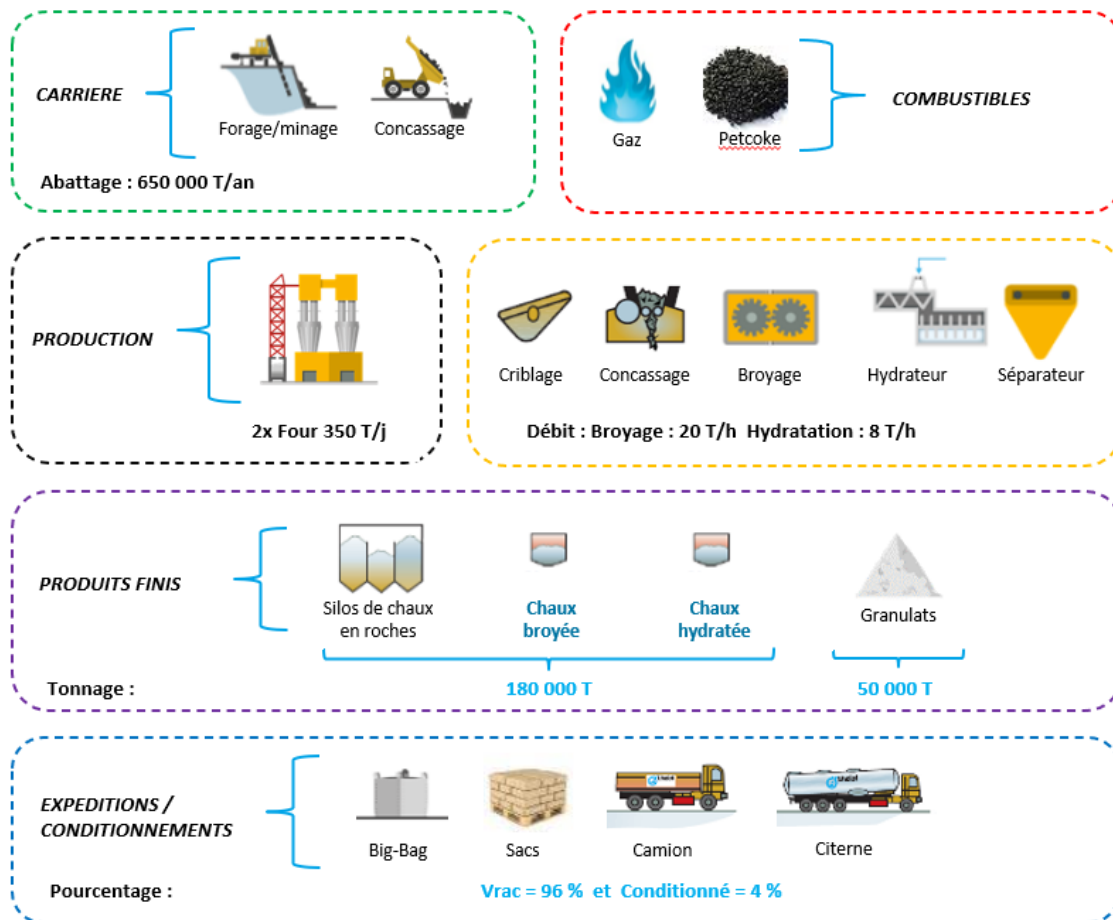 CARRIERE
Forage/minage
Concassage
Abattage : 650 000 T/an
Gaz
Petcoke
COMBUSTIBLES
PRODUCTION
2x Four 350 T/j
Criblage
Concassage
Broyage
Hydrateur
Séparateur
Débit : Broyage : 20 T/h Hydratation : 8 T/h
PRODUITS FINIS
Silos de chaux
en roches
Chaux
broyée
Chaux
hydratée
Granulats
Tonnage :
180 000 T
50 000 T
EXPEDITIONS /
CONDITIONNEMENTS
Big-Bag
Sacs
Camion
Citerne
Pourcentage :
Vrac = 96 % et Conditionné = 4 %